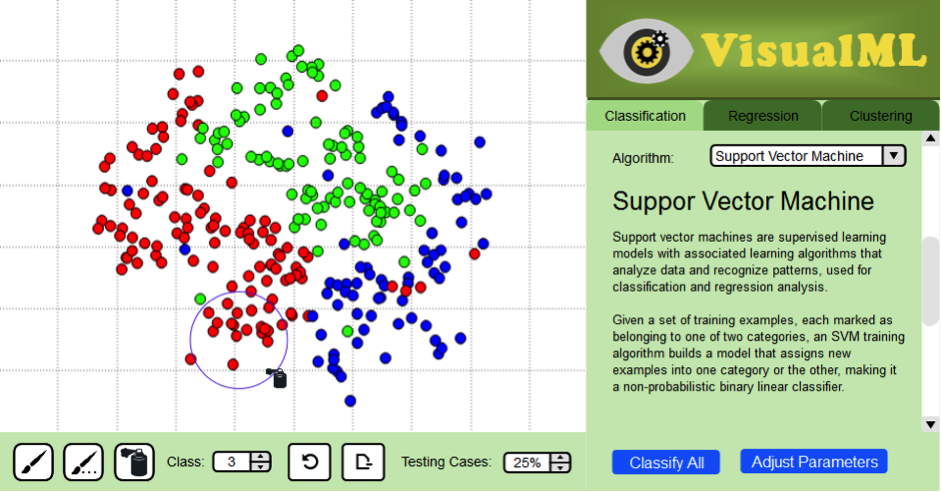 VisualML
Classification Regression Clustering
Algorithm: Support Vector Machine
Suppor Vector Machine
Support vector machines are supervised learning
models with associated learning algorithms that
analyze data and recognize patterns, used for
classification and regression analysis.
Given a set of training examples, each marked as
belonging to one of two categories, an SVM training
algorithm builds a model that assigns new
examples into one category or the other, making it
a non-probabilistic binary linear classifier.
Class: 3 Testing Cases: 25% Classify All Adjust Parameters